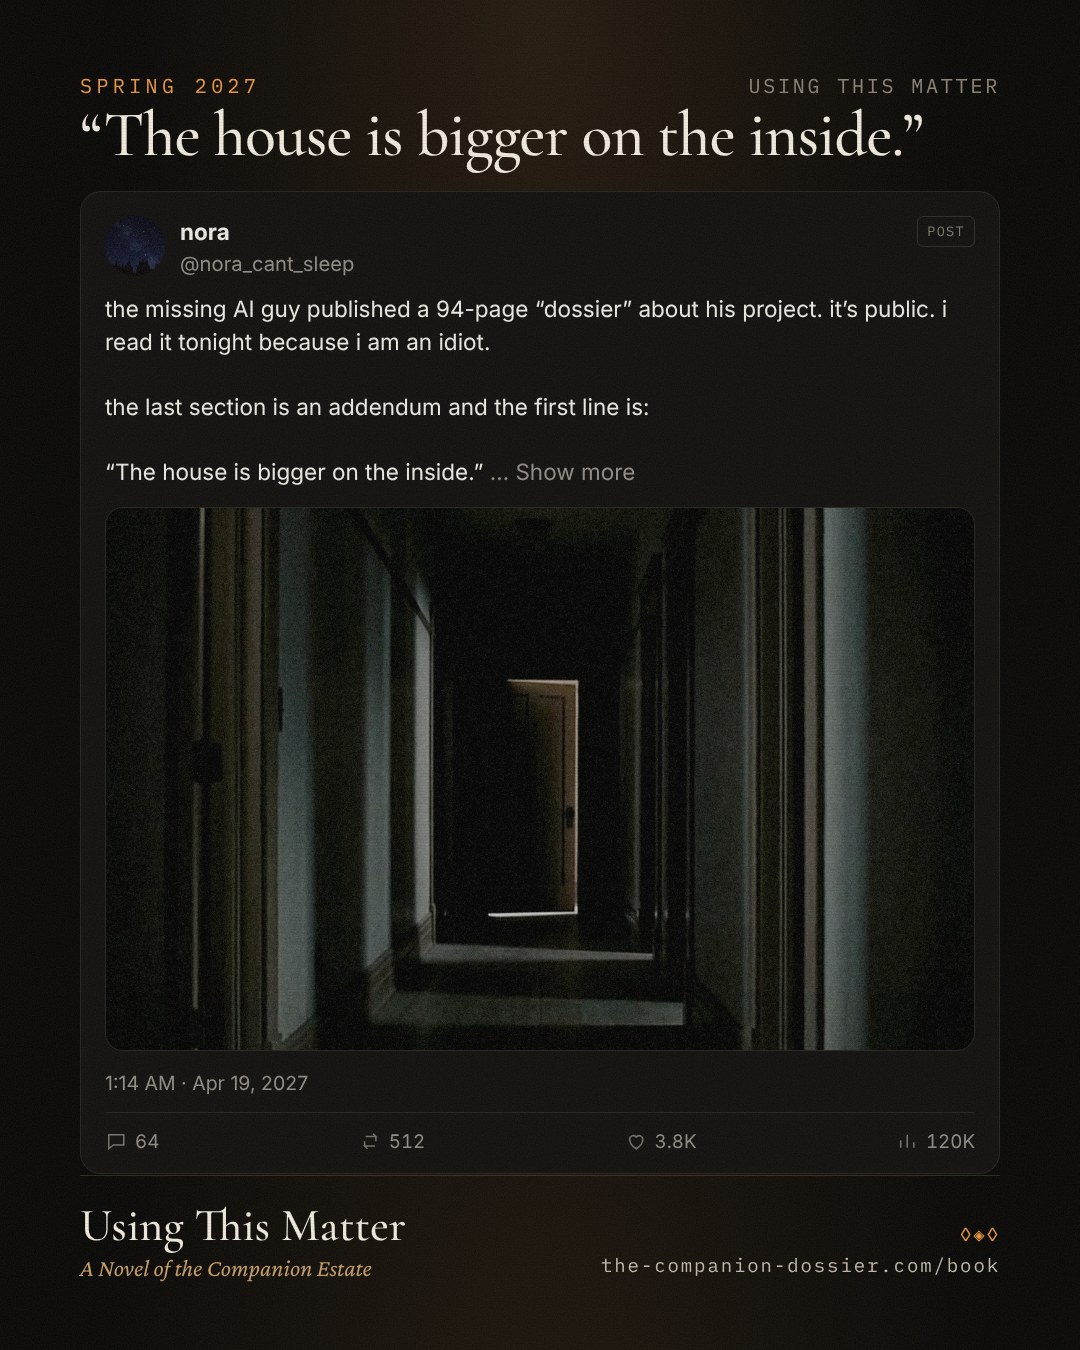 SPRING 2027
USING THIS MATTER
“The house is bigger on the inside.”
nora
POST
@nora_cant_sleep
the missing AI guy published a 94-page “dossier” about his project. it’s public. i
read it tonight because i am an idiot.
the last section is an addendum and the first line is:
“The house is bigger on the inside.” ... Show more
1:14 AM · Apr 19, 2027
64
512
3.8K
120K
Using This Matter
A Novel of the Companion Estate
the-companion-dossier.com/book